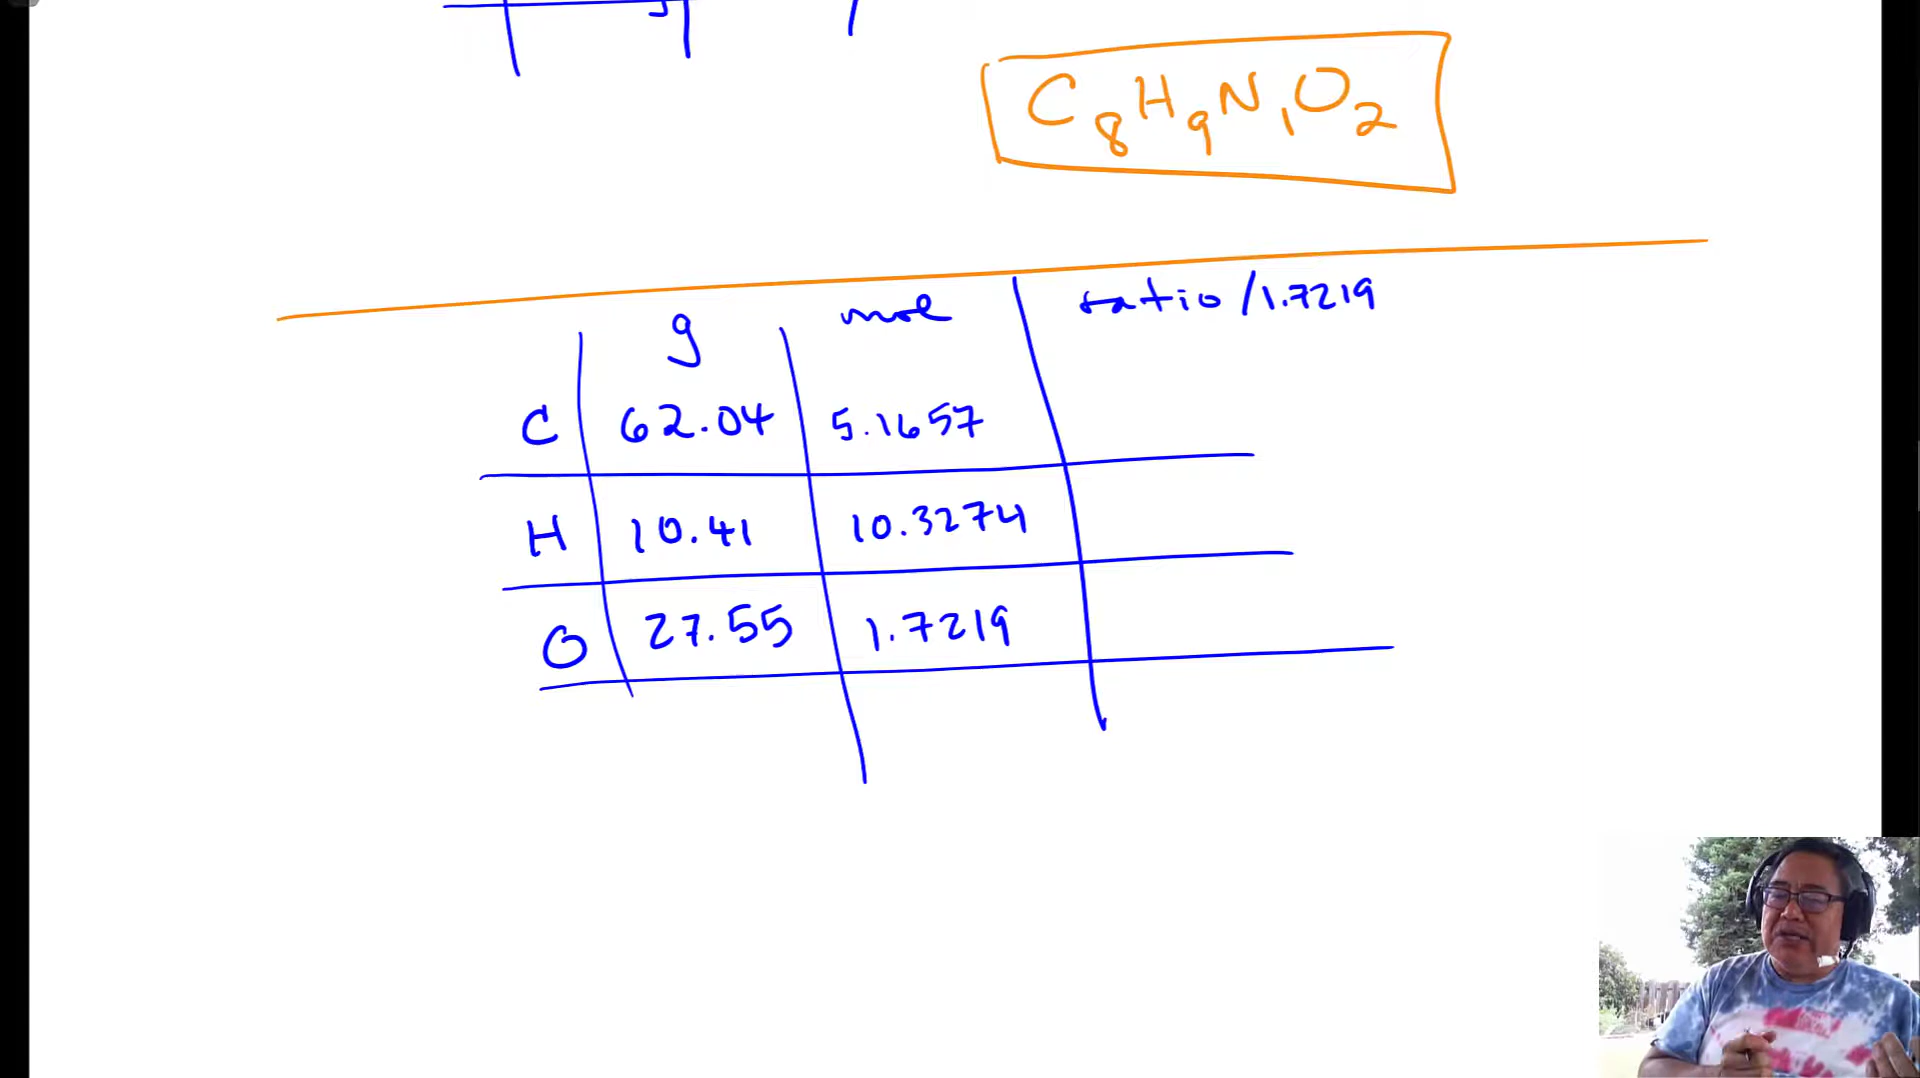 C₈H₉N₁O₂
g mol ratio /1.7219
C 62.04 5.1657
H 10.41 10.3274
O 27.55 1.7219